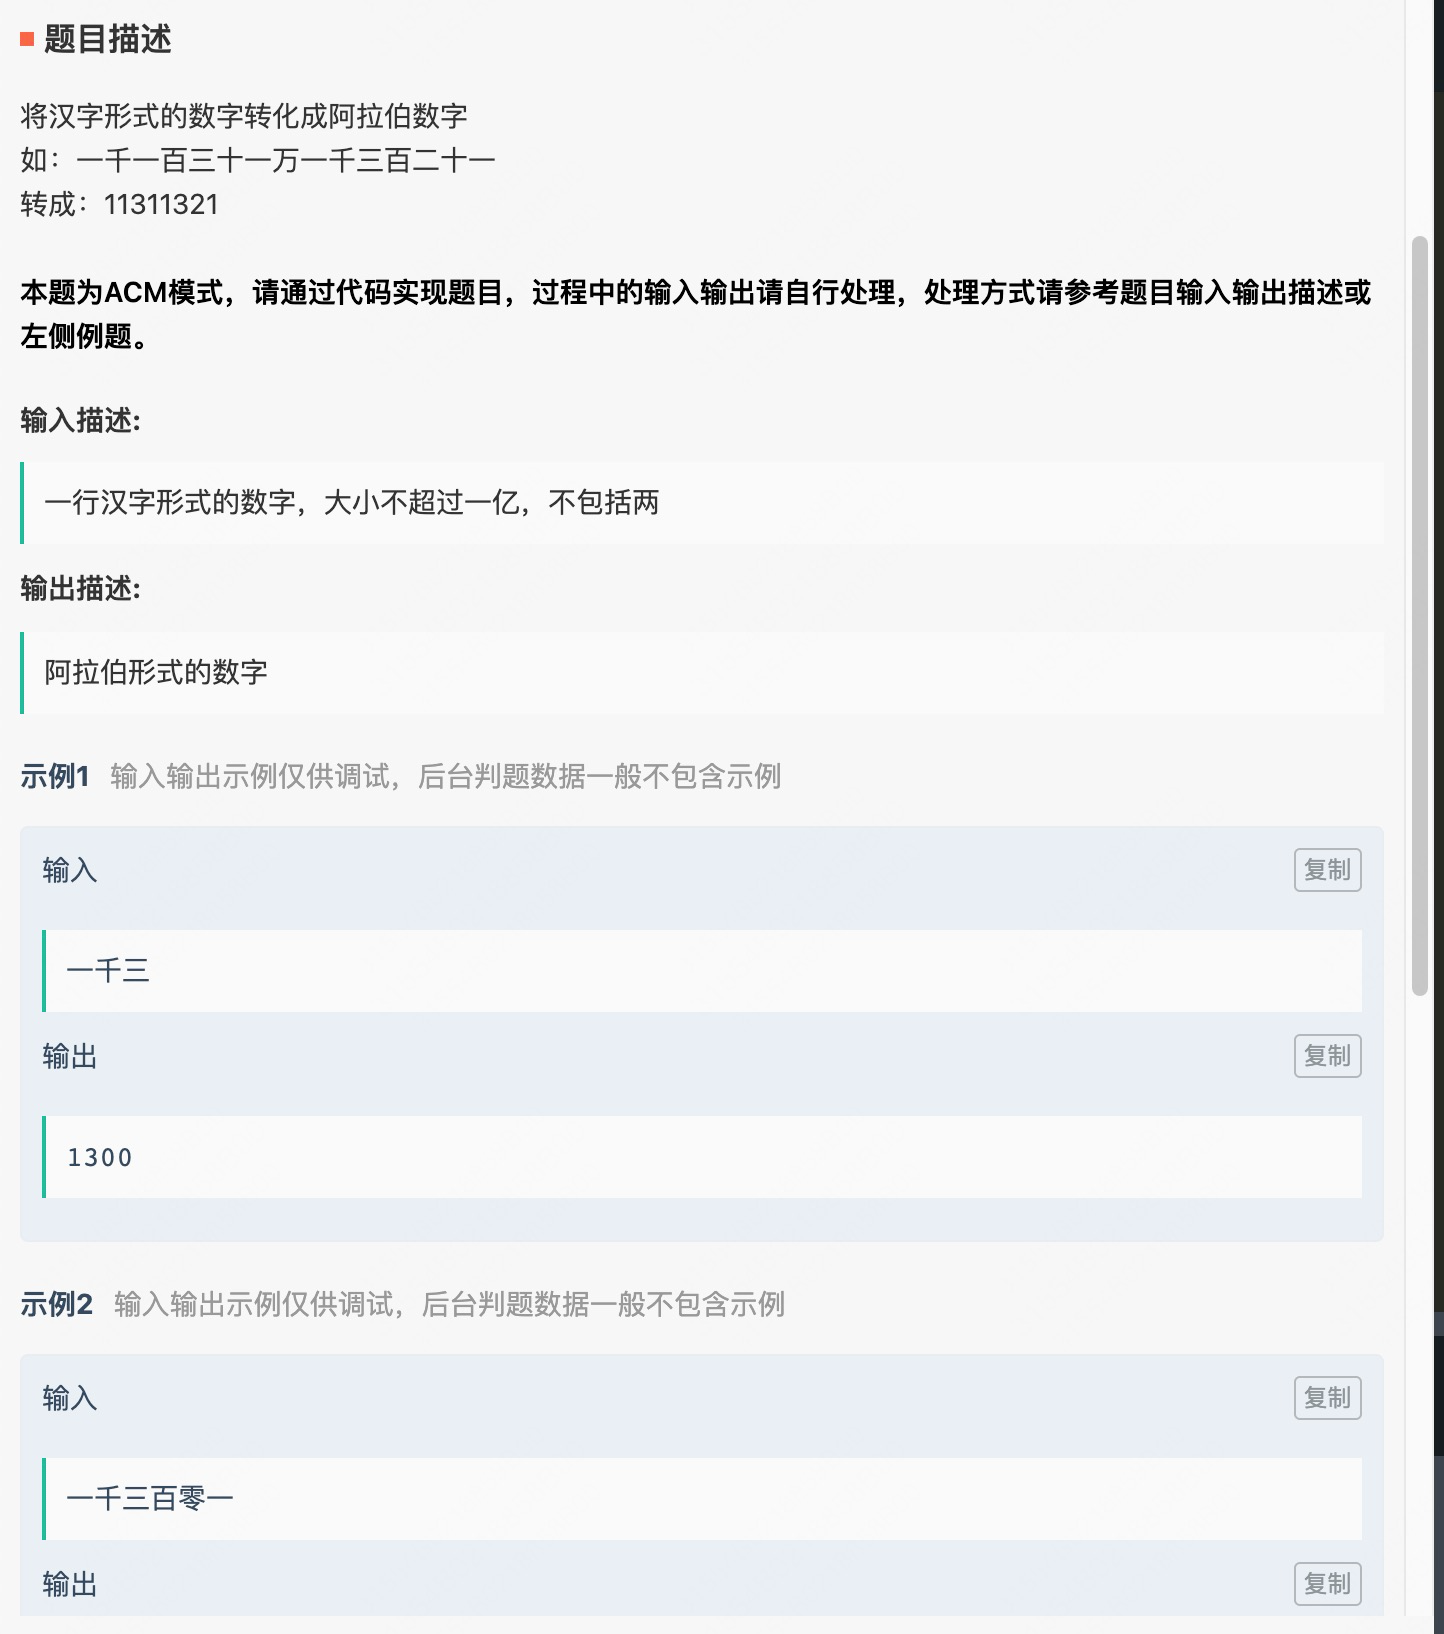 题目描述
将汉字形式的数字转化成阿拉伯数字
如：一千一百三十一万一千三百二十一
转成：11311321
本题为ACM模式，请通过代码实现题目，过程中的输入输出请自行处理，处理方式请参考题目输入输出描述或
左侧例题。
输入描述:
一行汉字形式的数字，大小不超过一亿，不包括两
输出描述:
阿拉伯形式的数字
示例1 输入输出示例仅供调试，后台判题数据一般不包含示例
输入 复制
一千三
输出 复制
1300
示例2 输入输出示例仅供调试，后台判题数据一般不包含示例
输入 复制
一千三百零一
输出 复制